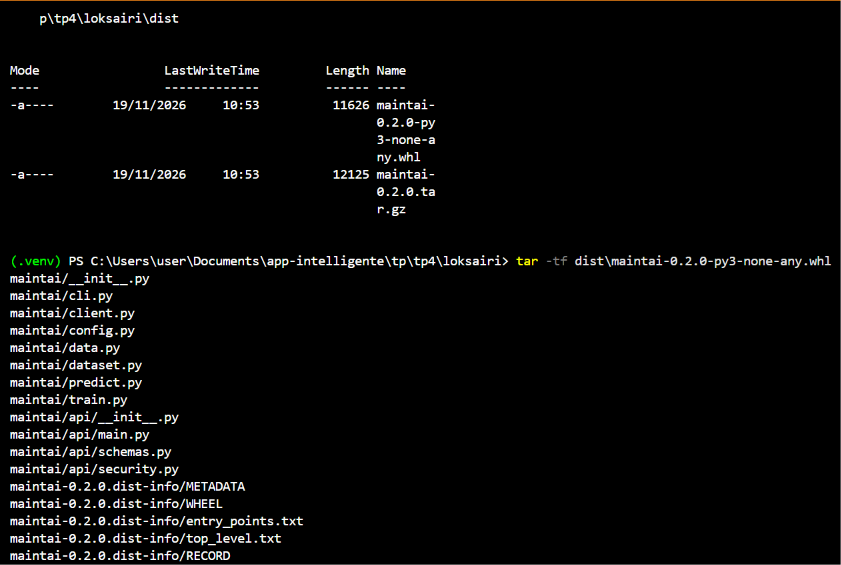 p\tp4\loksairi\dist
Mode LastWriteTime Length Name
---- ------------- ------ ----
-a---- 19/11/2026 10:53 11626 maintai-
0.2.0-py
3-none-a
ny.whl
-a---- 19/11/2026 10:53 12125 maintai-
0.2.0.ta
r.gz
(.venv) PS C:\Users\user\Documents\app-intelligente\tp\tp4\loksairi> tar -tf dist\maintai-0.2.0-py3-none-any.whl
maintai/__init__.py
maintai/cli.py
maintai/client.py
maintai/config.py
maintai/data.py
maintai/dataset.py
maintai/predict.py
maintai/train.py
maintai/api/__init__.py
maintai/api/main.py
maintai/api/schemas.py
maintai/api/security.py
maintai-0.2.0.dist-info/METADATA
maintai-0.2.0.dist-info/WHEEL
maintai-0.2.0.dist-info/entry_points.txt
maintai-0.2.0.dist-info/top_level.txt
maintai-0.2.0.dist-info/RECORD